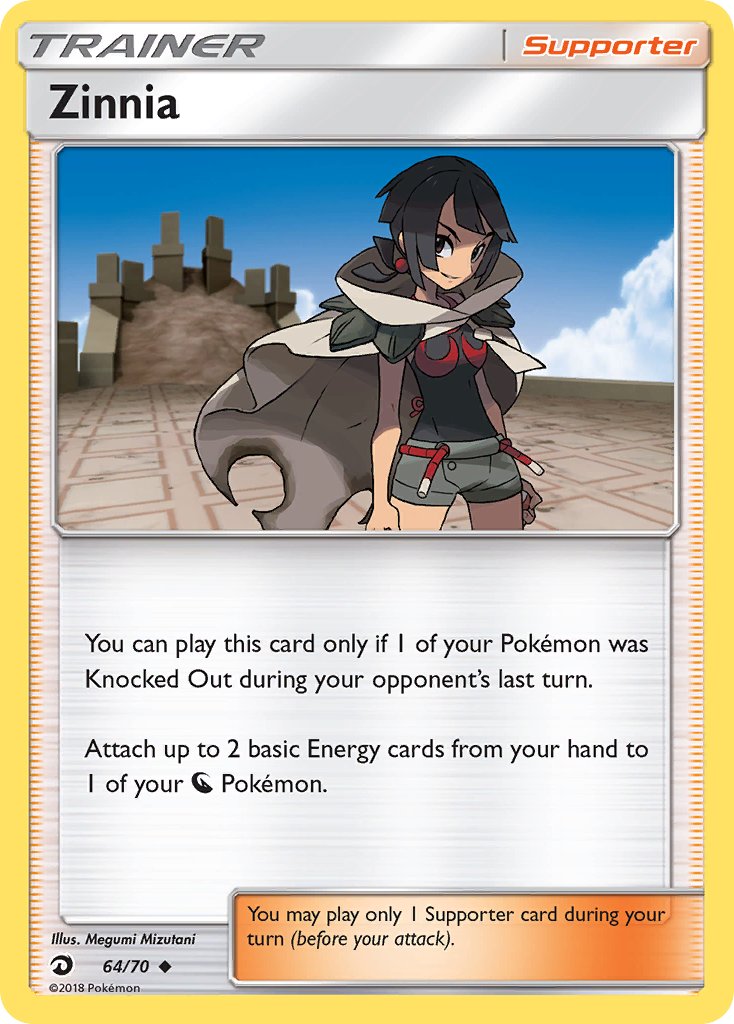 TRAINER
Supporter
Zinnia
You can play this card only if 1 of your Pokémon was
Knocked Out during your opponent's last turn.
Attach up to 2 basic Energy cards from your hand to
1 of your Pokémon.
You may play only 1 Supporter card during your
turn (before your attack).
Illus. Megumi Mizutani
64/70
©2018 Pokémon